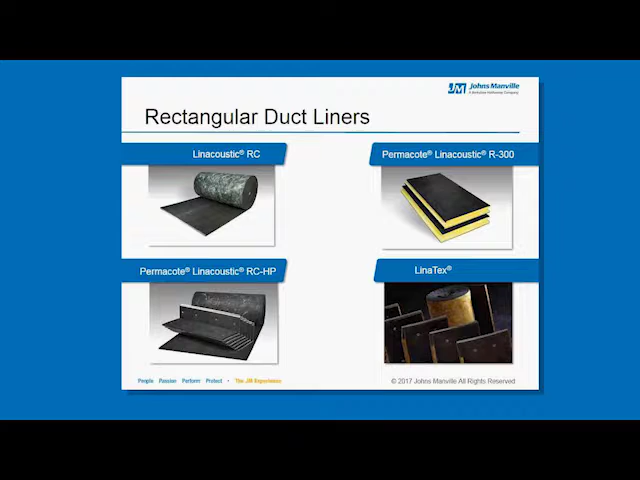 JM Johns Manville
A Berkshire Hathaway Company
Rectangular Duct Liners
Linacoustic® RC
Permacote® Linacoustic® R-300
Permacote® Linacoustic® RC-HP
LinaTex®
People Passion Perform Protect • The JM Experience
© 2017 Johns Manville All Rights Reserved